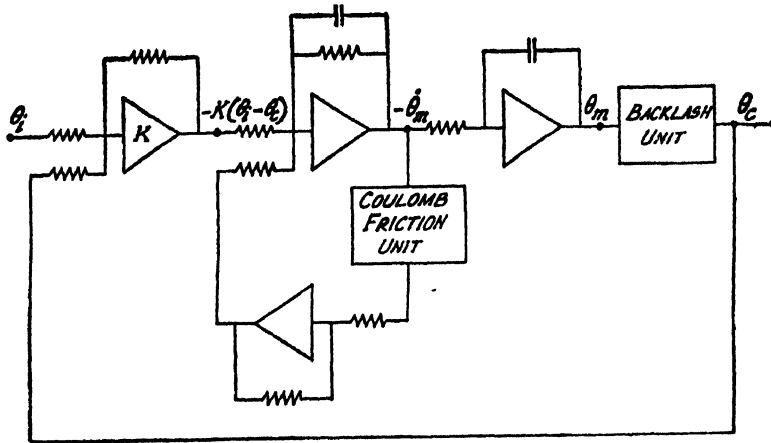 θi
K
-K(θi-θc)
-θ̇m
θm
BACKLASH
UNIT
θc
COULOMB
FRICTION
UNIT